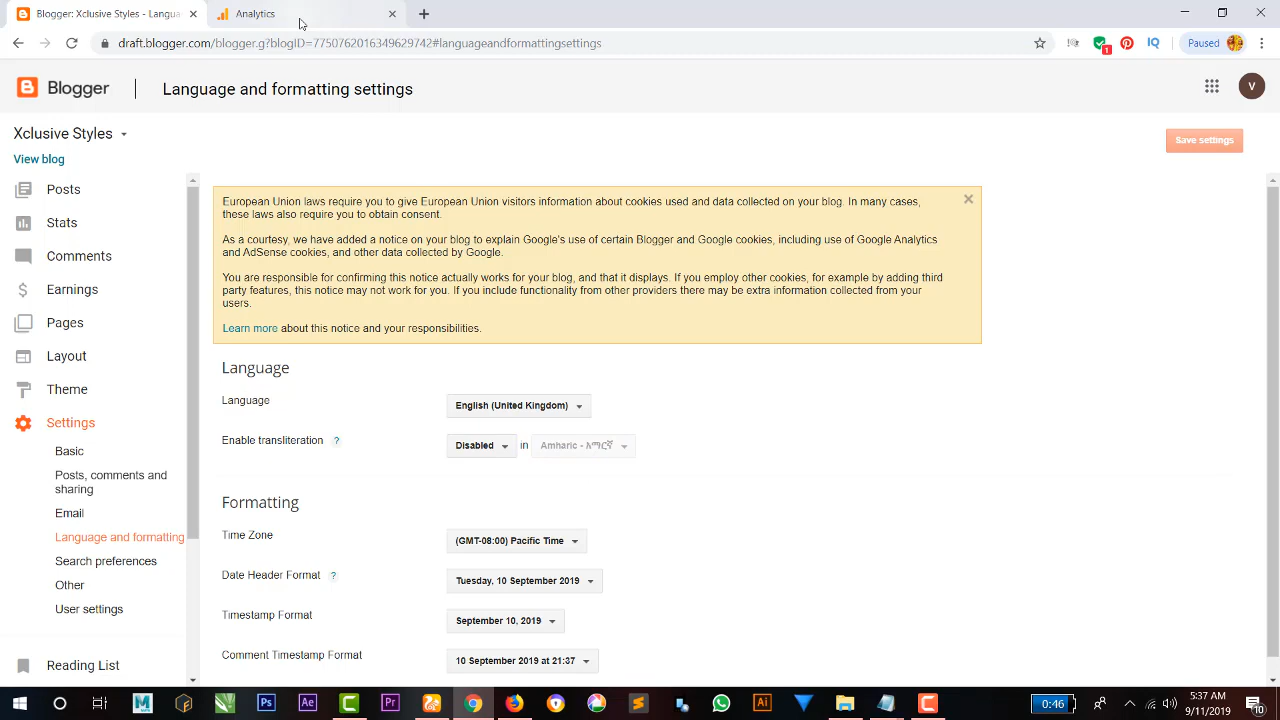 Blogger: Xclusive Styles - Langua
Analytics
draft.blogger.com/blogger.g?blogID=7750762016349629742#languageandformattingsettings
1
IQ
Paused
Blogger
Language and formatting settings
V
Xclusive Styles
Save settings
View blog
Posts
Stats
Comments
Earnings
Pages
Layout
Theme
Settings
Basic
Posts, comments and
sharing
Email
Language and formatting
Search preferences
Other
User settings
Reading List
European Union laws require you to give European Union visitors information about cookies used and data collected on your blog. In many cases,
these laws also require you to obtain consent.
As a courtesy, we have added a notice on your blog to explain Google's use of certain Blogger and Google cookies, including use of Google Analytics
and AdSense cookies, and other data collected by Google.
You are responsible for confirming this notice actually works for your blog, and that it displays. If you employ other cookies, for example by adding third
party features, this notice may not work for you. If you include functionality from other providers there may be extra information collected from your
users.
Learn more about this notice and your responsibilities.
Language
Language
English (United Kingdom)
Enable transliteration ?
Disabled in Amharic - አማርኛ
Formatting
Time Zone
(GMT-08:00) Pacific Time
Date Header Format ?
Tuesday, 10 September 2019
Timestamp Format
September 10, 2019
Comment Timestamp Format
10 September 2019 at 21:37
Ps
Ae
Pr
Ai
0:46
5:37 AM
9/11/2019
10